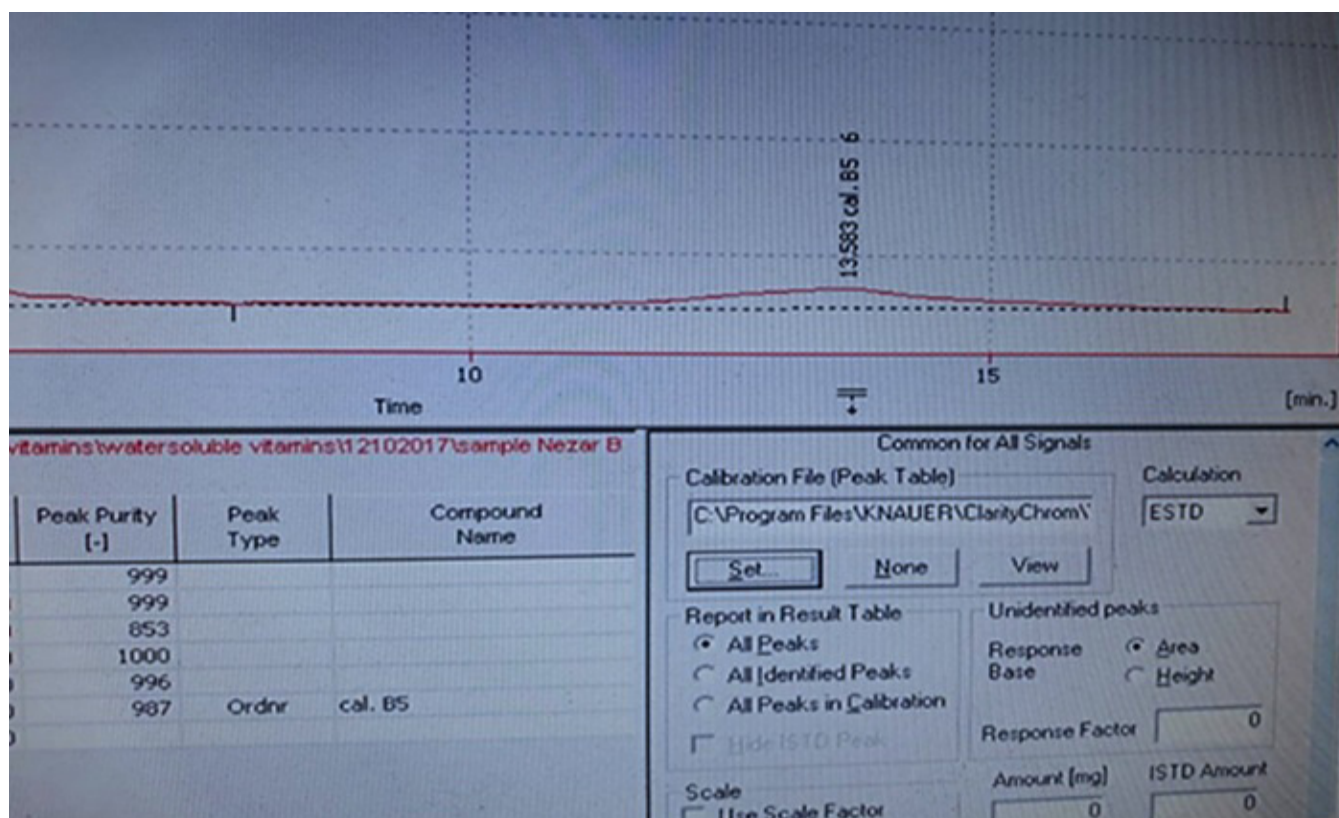 13.583 cal. B5 6
10
15
Time
[min.]
vitamins\watersoluble vitamins\12102017\sample Nezar B
Peak Purity
[-]
Peak
Type
Compound
Name
999
999
853
1000
996
987 Ordnr cal. B5
Common for All Signals
Calibration File (Peak Table)
C:\Program Files\KNAUER\ClarityChrom\
Calculation
ESTD
Set...
None
View
Report in Result Table
All Peaks
All Identified Peaks
All Peaks in Calibration
Hide ISTD Peak
Unidentified peaks
Response
Base
Area
Height
Response Factor
0
Scale
Use Scale Factor
Amount [mg]
0
ISTD Amount
0